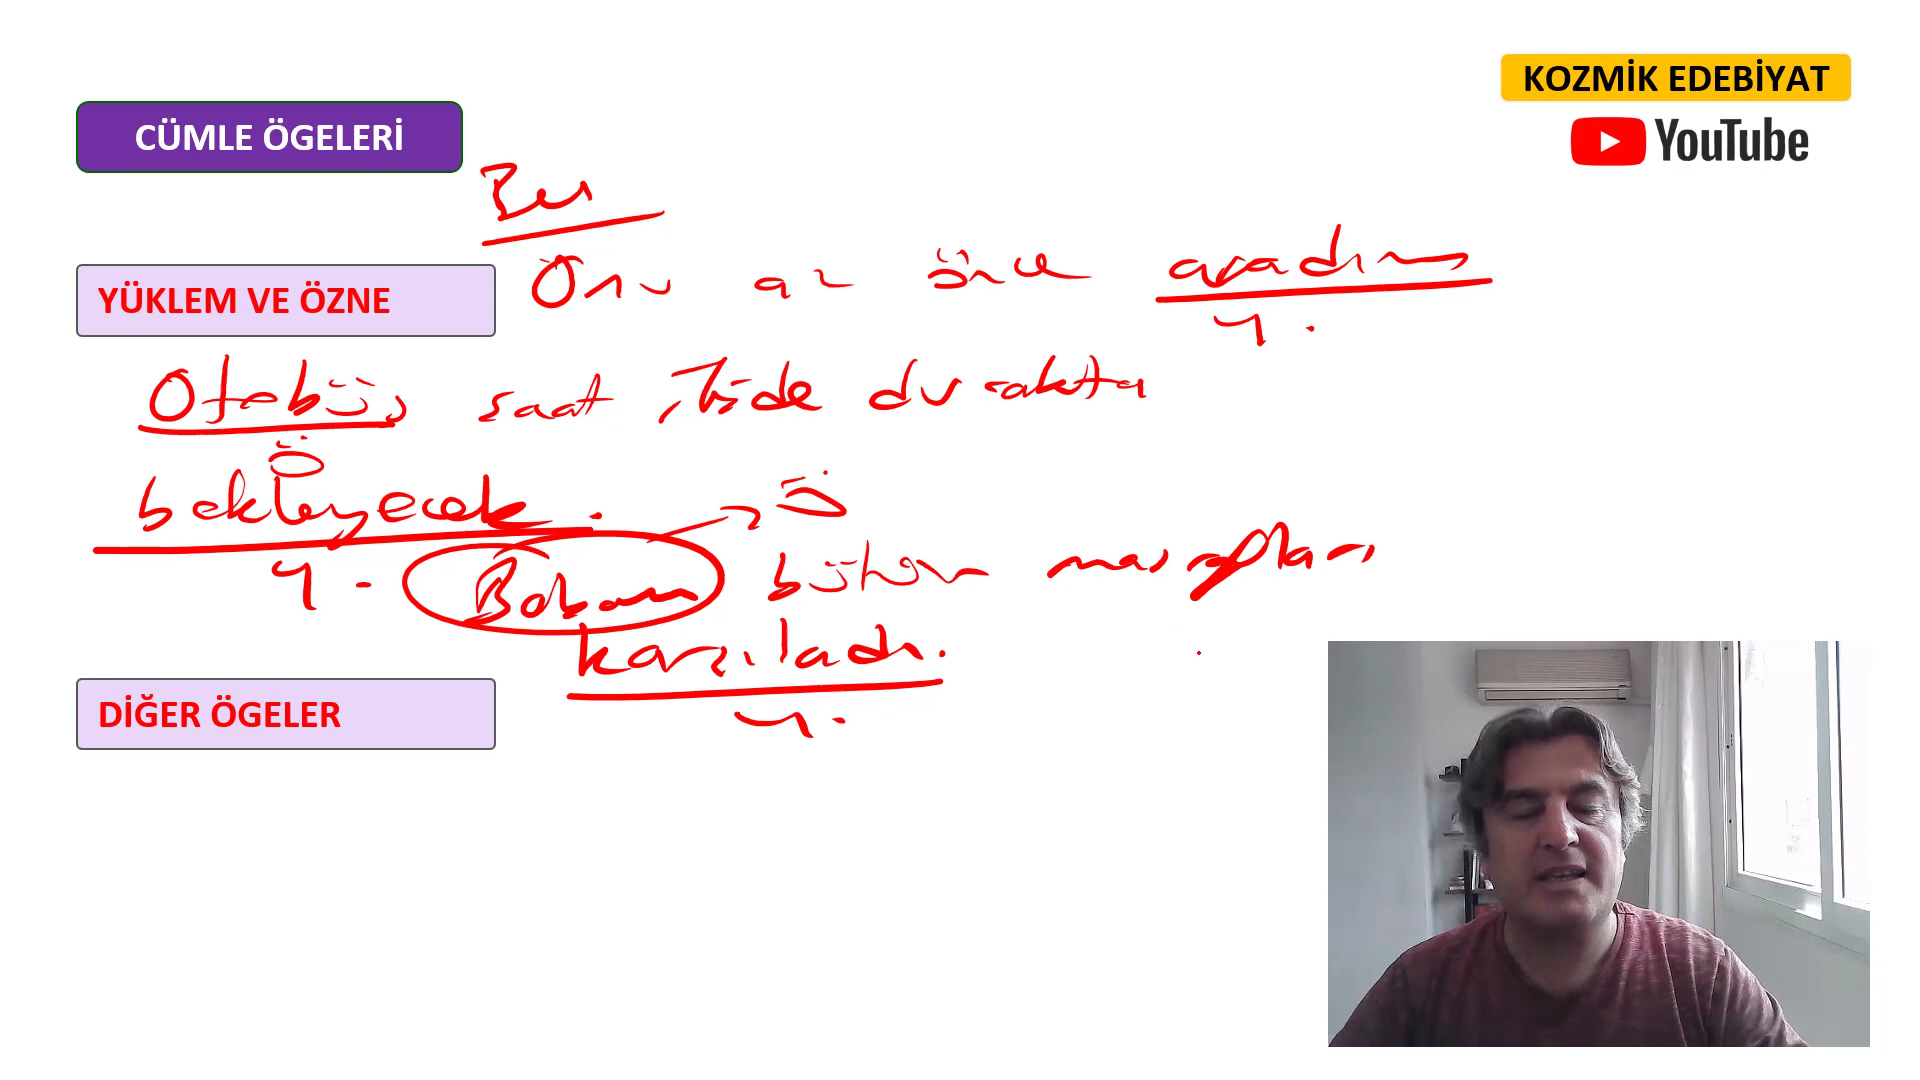 KOZMİK EDEBİYAT
YouTube
CÜMLE ÖGELERİ
Ben
Onu az önce aradım
Y.
YÜKLEM VE ÖZNE
Otobüs saat ikide durakta
Ö
bekleyecek.
Y.
Ö
Babam bütün masrafları
karşıladı.
Y.
DİĞER ÖGELER